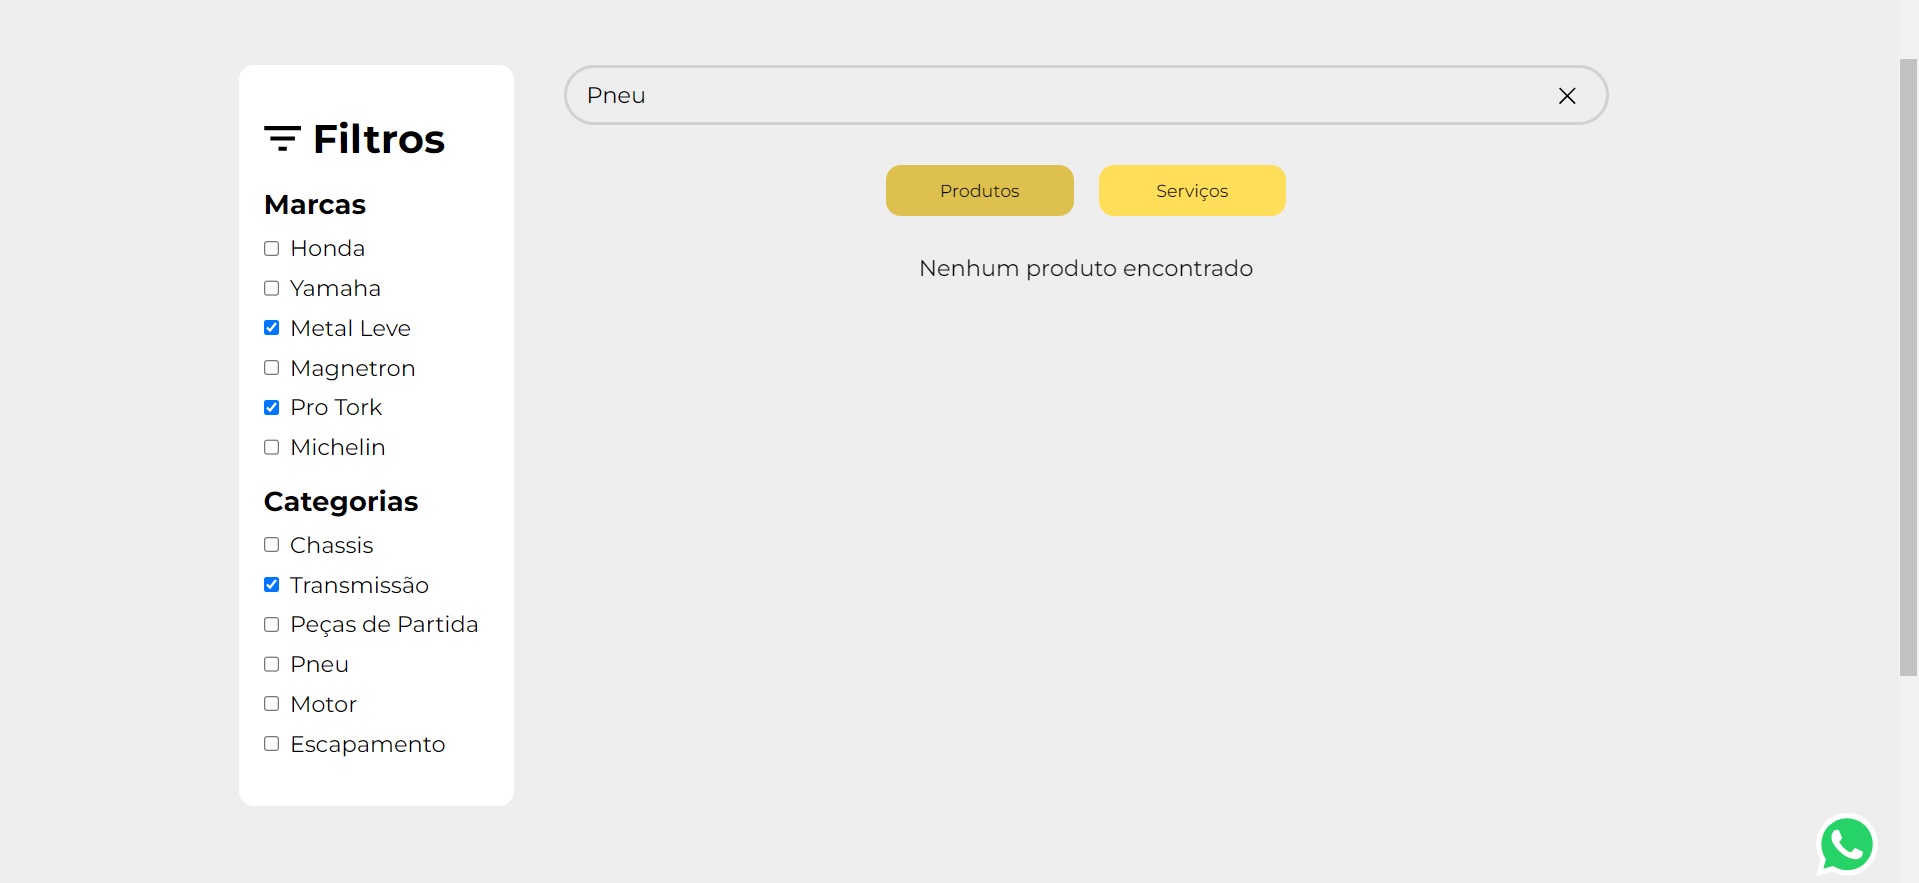 Filtros
Marcas
Honda
Yamaha
Metal Leve
Magnetron
Pro Tork
Michelin
Categorias
Chassis
Transmissão
Peças de Partida
Pneu
Motor
Escapamento
Pneu
Produtos
Serviços
Nenhum produto encontrado